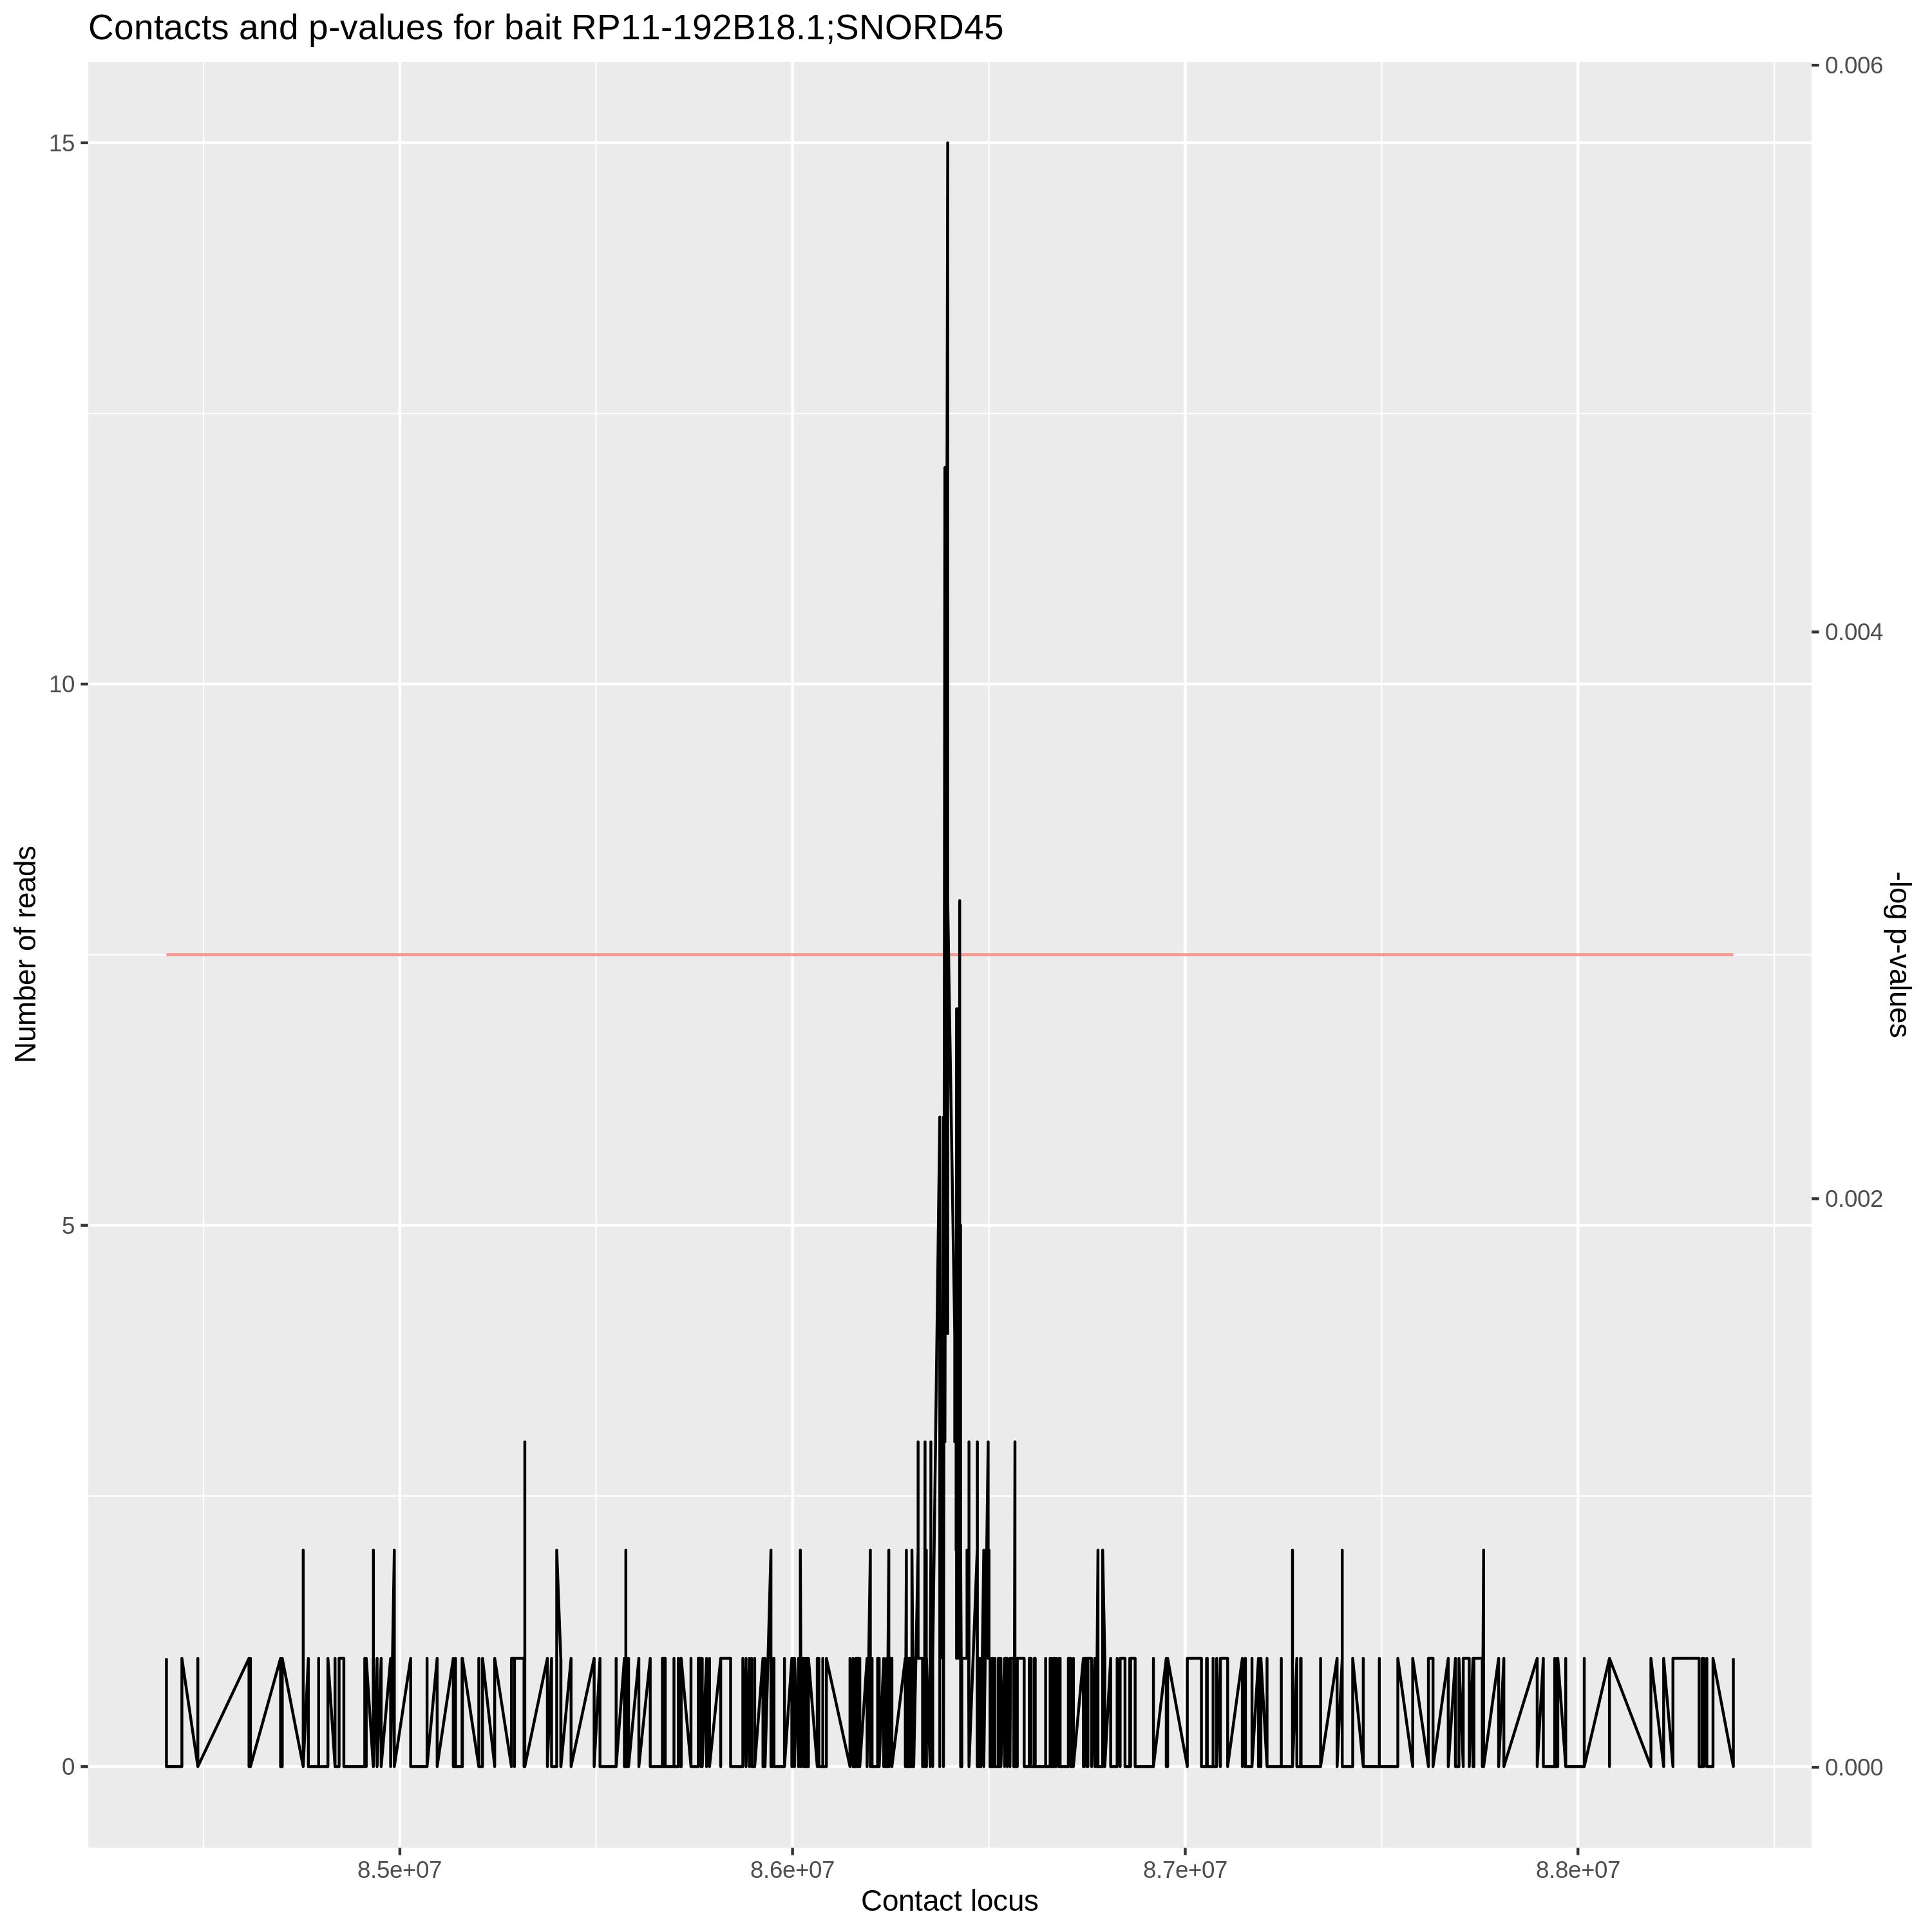 Contacts and p-values for bait RP11-192B18.1;SNORD45
0.006
15
0.004
10
Number of reads
-log p-values
0.002
5
0
0.000
8.5e+07 8.6e+07 8.7e+07 8.8e+07
Contact locus